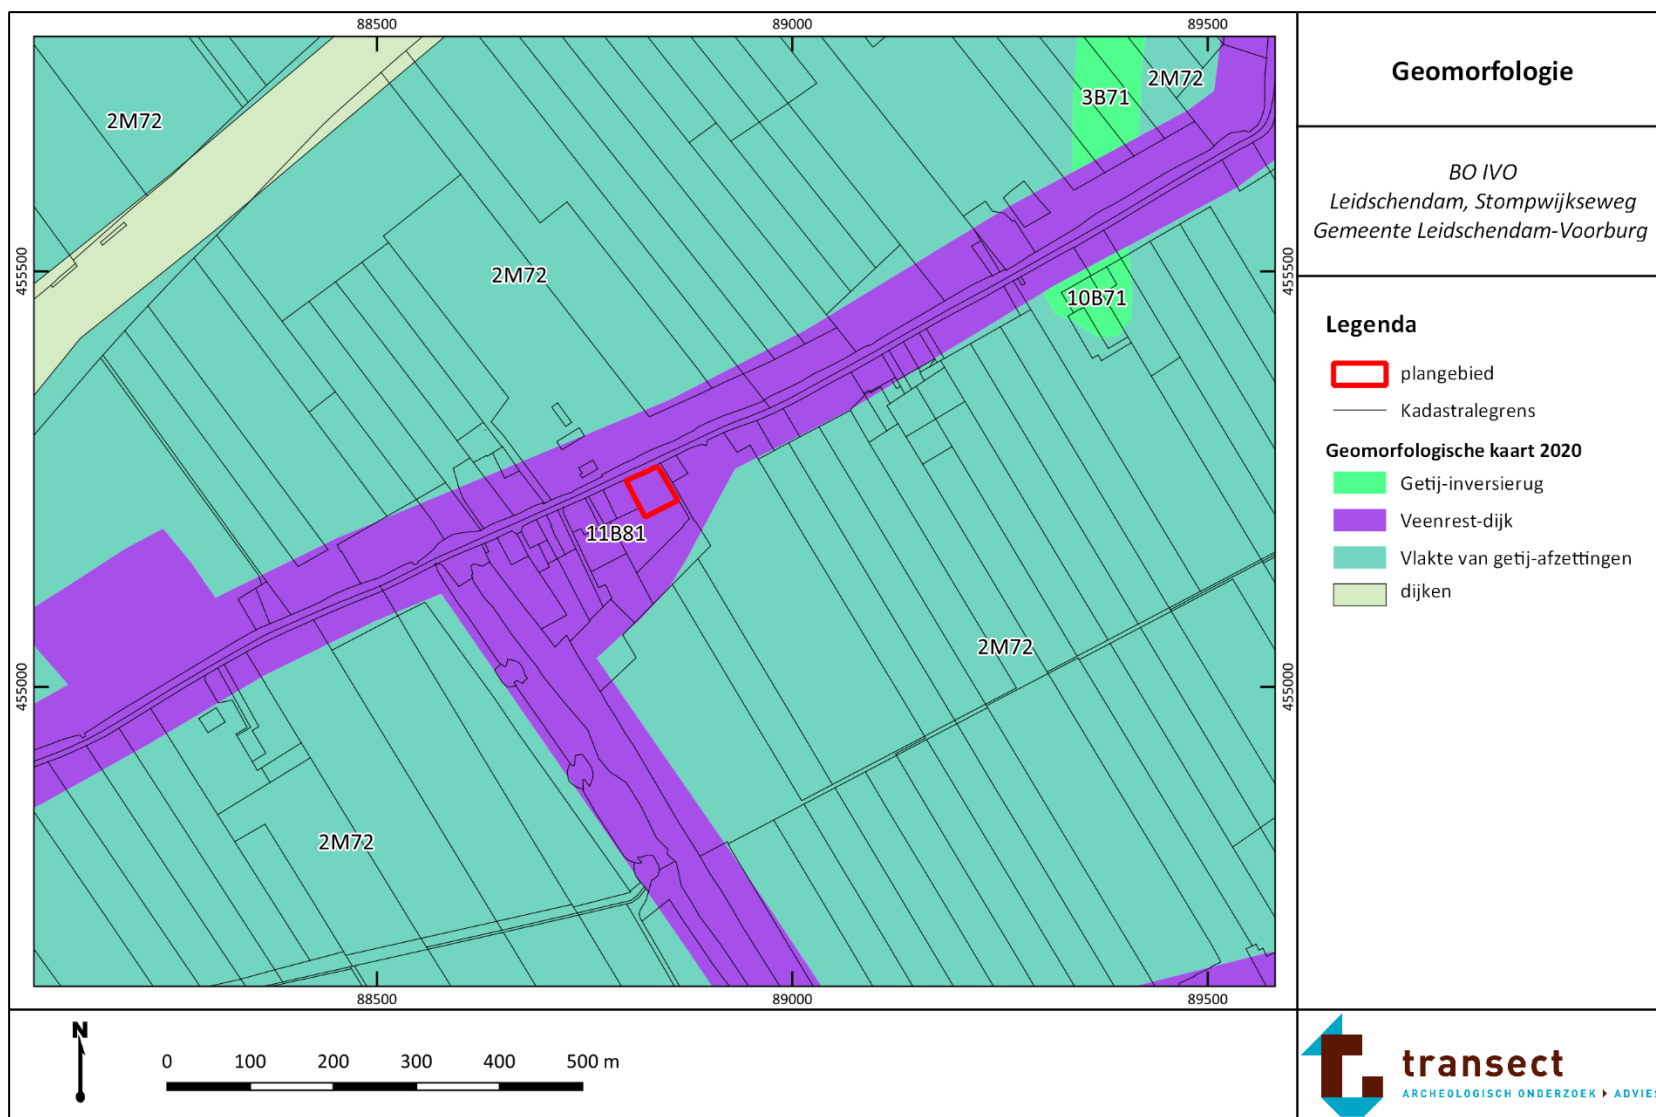 88500
89000
89500
455500
455000
455500
455000
2M72
3B71
2M72
2M72
10B71
11B81
2M72
2M72
88500
89000
89500
Geomorfologie
BO IVO
Leidschendam, Stompwijkseweg
Gemeente Leidschendam-Voorburg
Legenda
plangebied
Kadastralegrens
Geomorfologische kaart 2020
Getij-inversierug
Veenrest-dijk
Vlakte van getij-afzettingen
dijken
N
0 100 200 300 400 500 m
transect
ARCHEOLOGISCH ONDERZOEK ADVIES